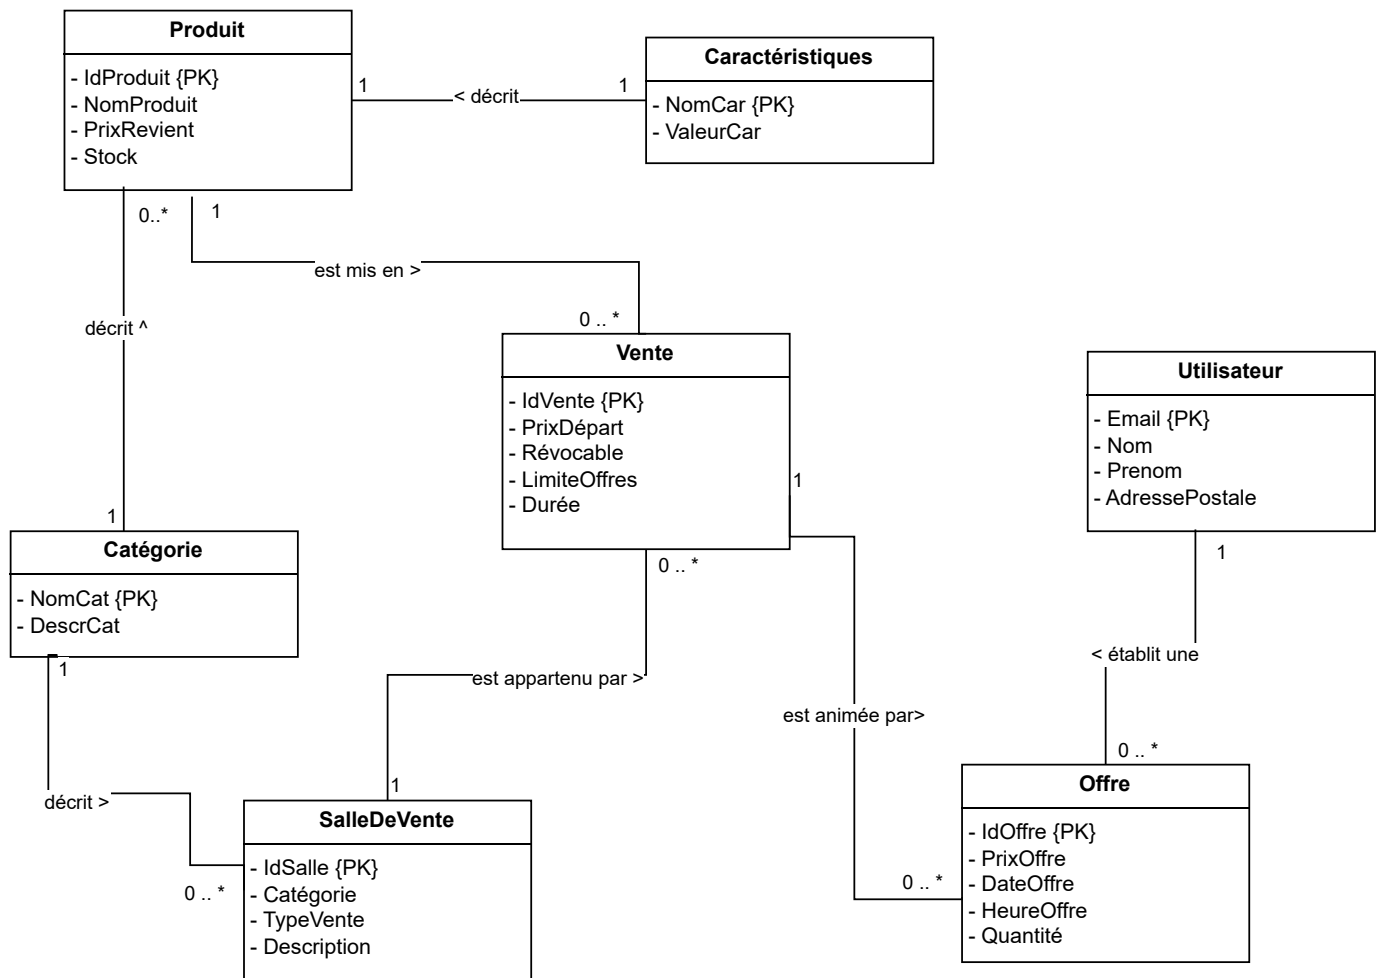 Produit
- IdProduit {PK}
- NomProduit
- PrixRevient
- Stock
Caractéristiques
- NomCar {PK}
- ValeurCar
1
< décrit
1
0..*
1
est mis en >
0 .. *
décrit ^
1
Vente
- IdVente {PK}
- PrixDépart
- Révocable
- LimiteOffres
- Durée
1
0 .. *
Utilisateur
- Email {PK}
- Nom
- Prenom
- AdressePostale
1
Catégorie
- NomCat {PK}
- DescrCat
1
< établit une
est appartenu par >
est animée par>
0 .. *
décrit >
1
0 .. *
SalleDeVente
- IdSalle {PK}
- Catégorie
- TypeVente
- Description
0 .. *
Offre
- IdOffre {PK}
- PrixOffre
- DateOffre
- HeureOffre
- Quantité